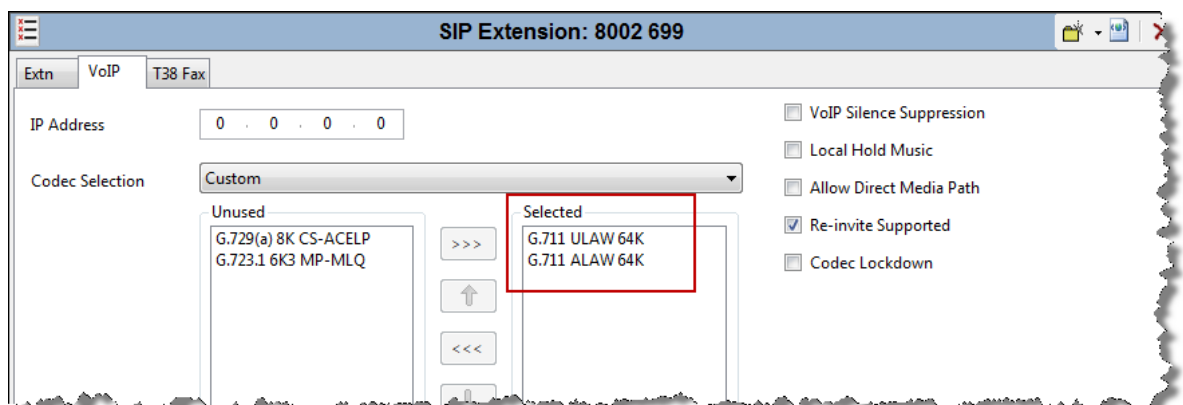 SIP Extension: 8002 699
Extn VoIP T38 Fax
IP Address 0 . 0 . 0 . 0
Codec Selection Custom
Unused
G.729(a) 8K CS-ACELP
G.723.1 6K3 MP-MLQ
>>>
<<<
Selected
G.711 ULAW 64K
G.711 ALAW 64K
VoIP Silence Suppression
Local Hold Music
Allow Direct Media Path
Re-invite Supported
Codec Lockdown